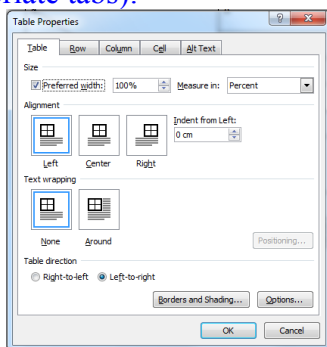 riate tabs).
Table Properties
Table Row Column Cell Alt Text
Size
Preferred width: 100% Measure in: Percent
Alignment
Indent from Left:
0 cm
Left Center Right
Text wrapping
None Around
Positioning...
Table direction
Right-to-left Left-to-right
Borders and Shading... Options...
OK Cancel